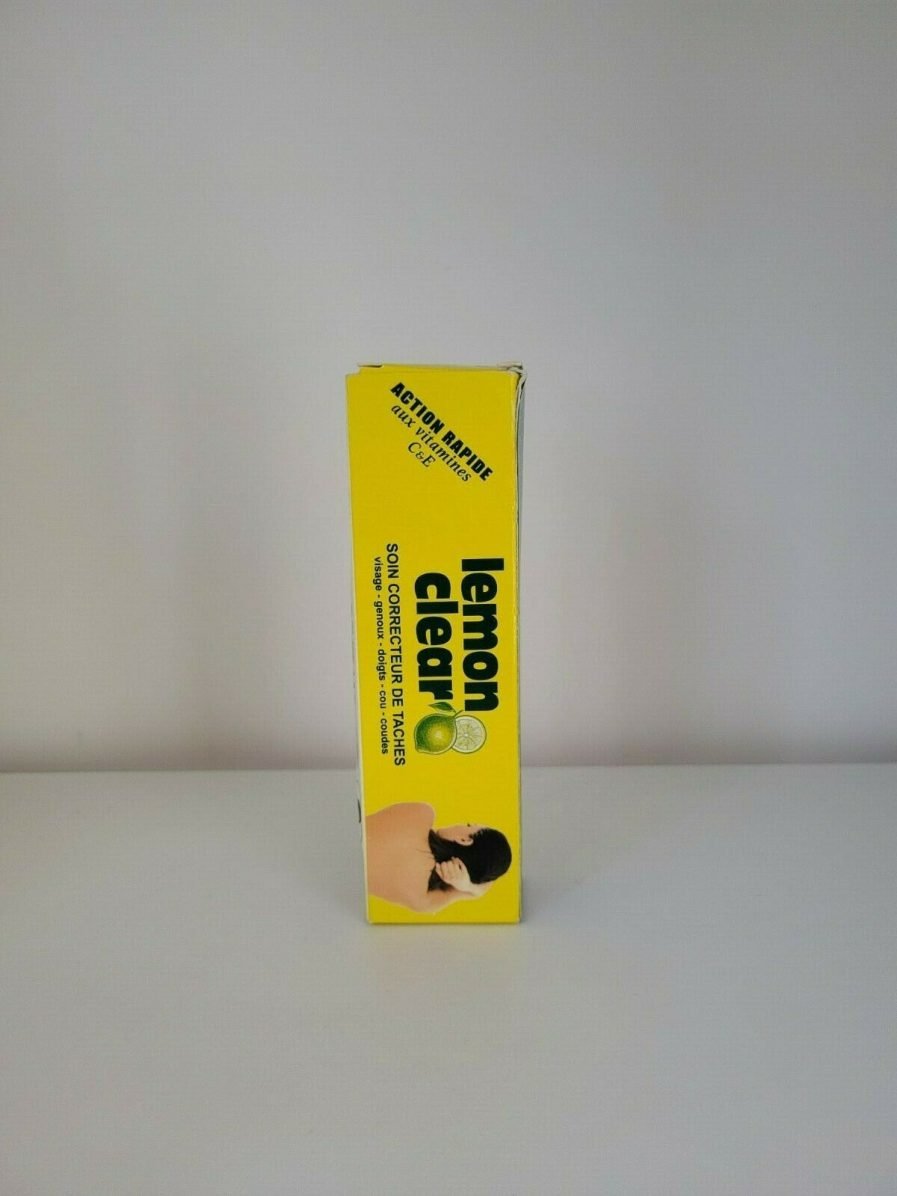 ACTION RAPIDE
aux vitamines
C&E
lemon
clear
SOIN CORRECTEUR DE TACHES
visage - genoux - doigts - cou - coudes